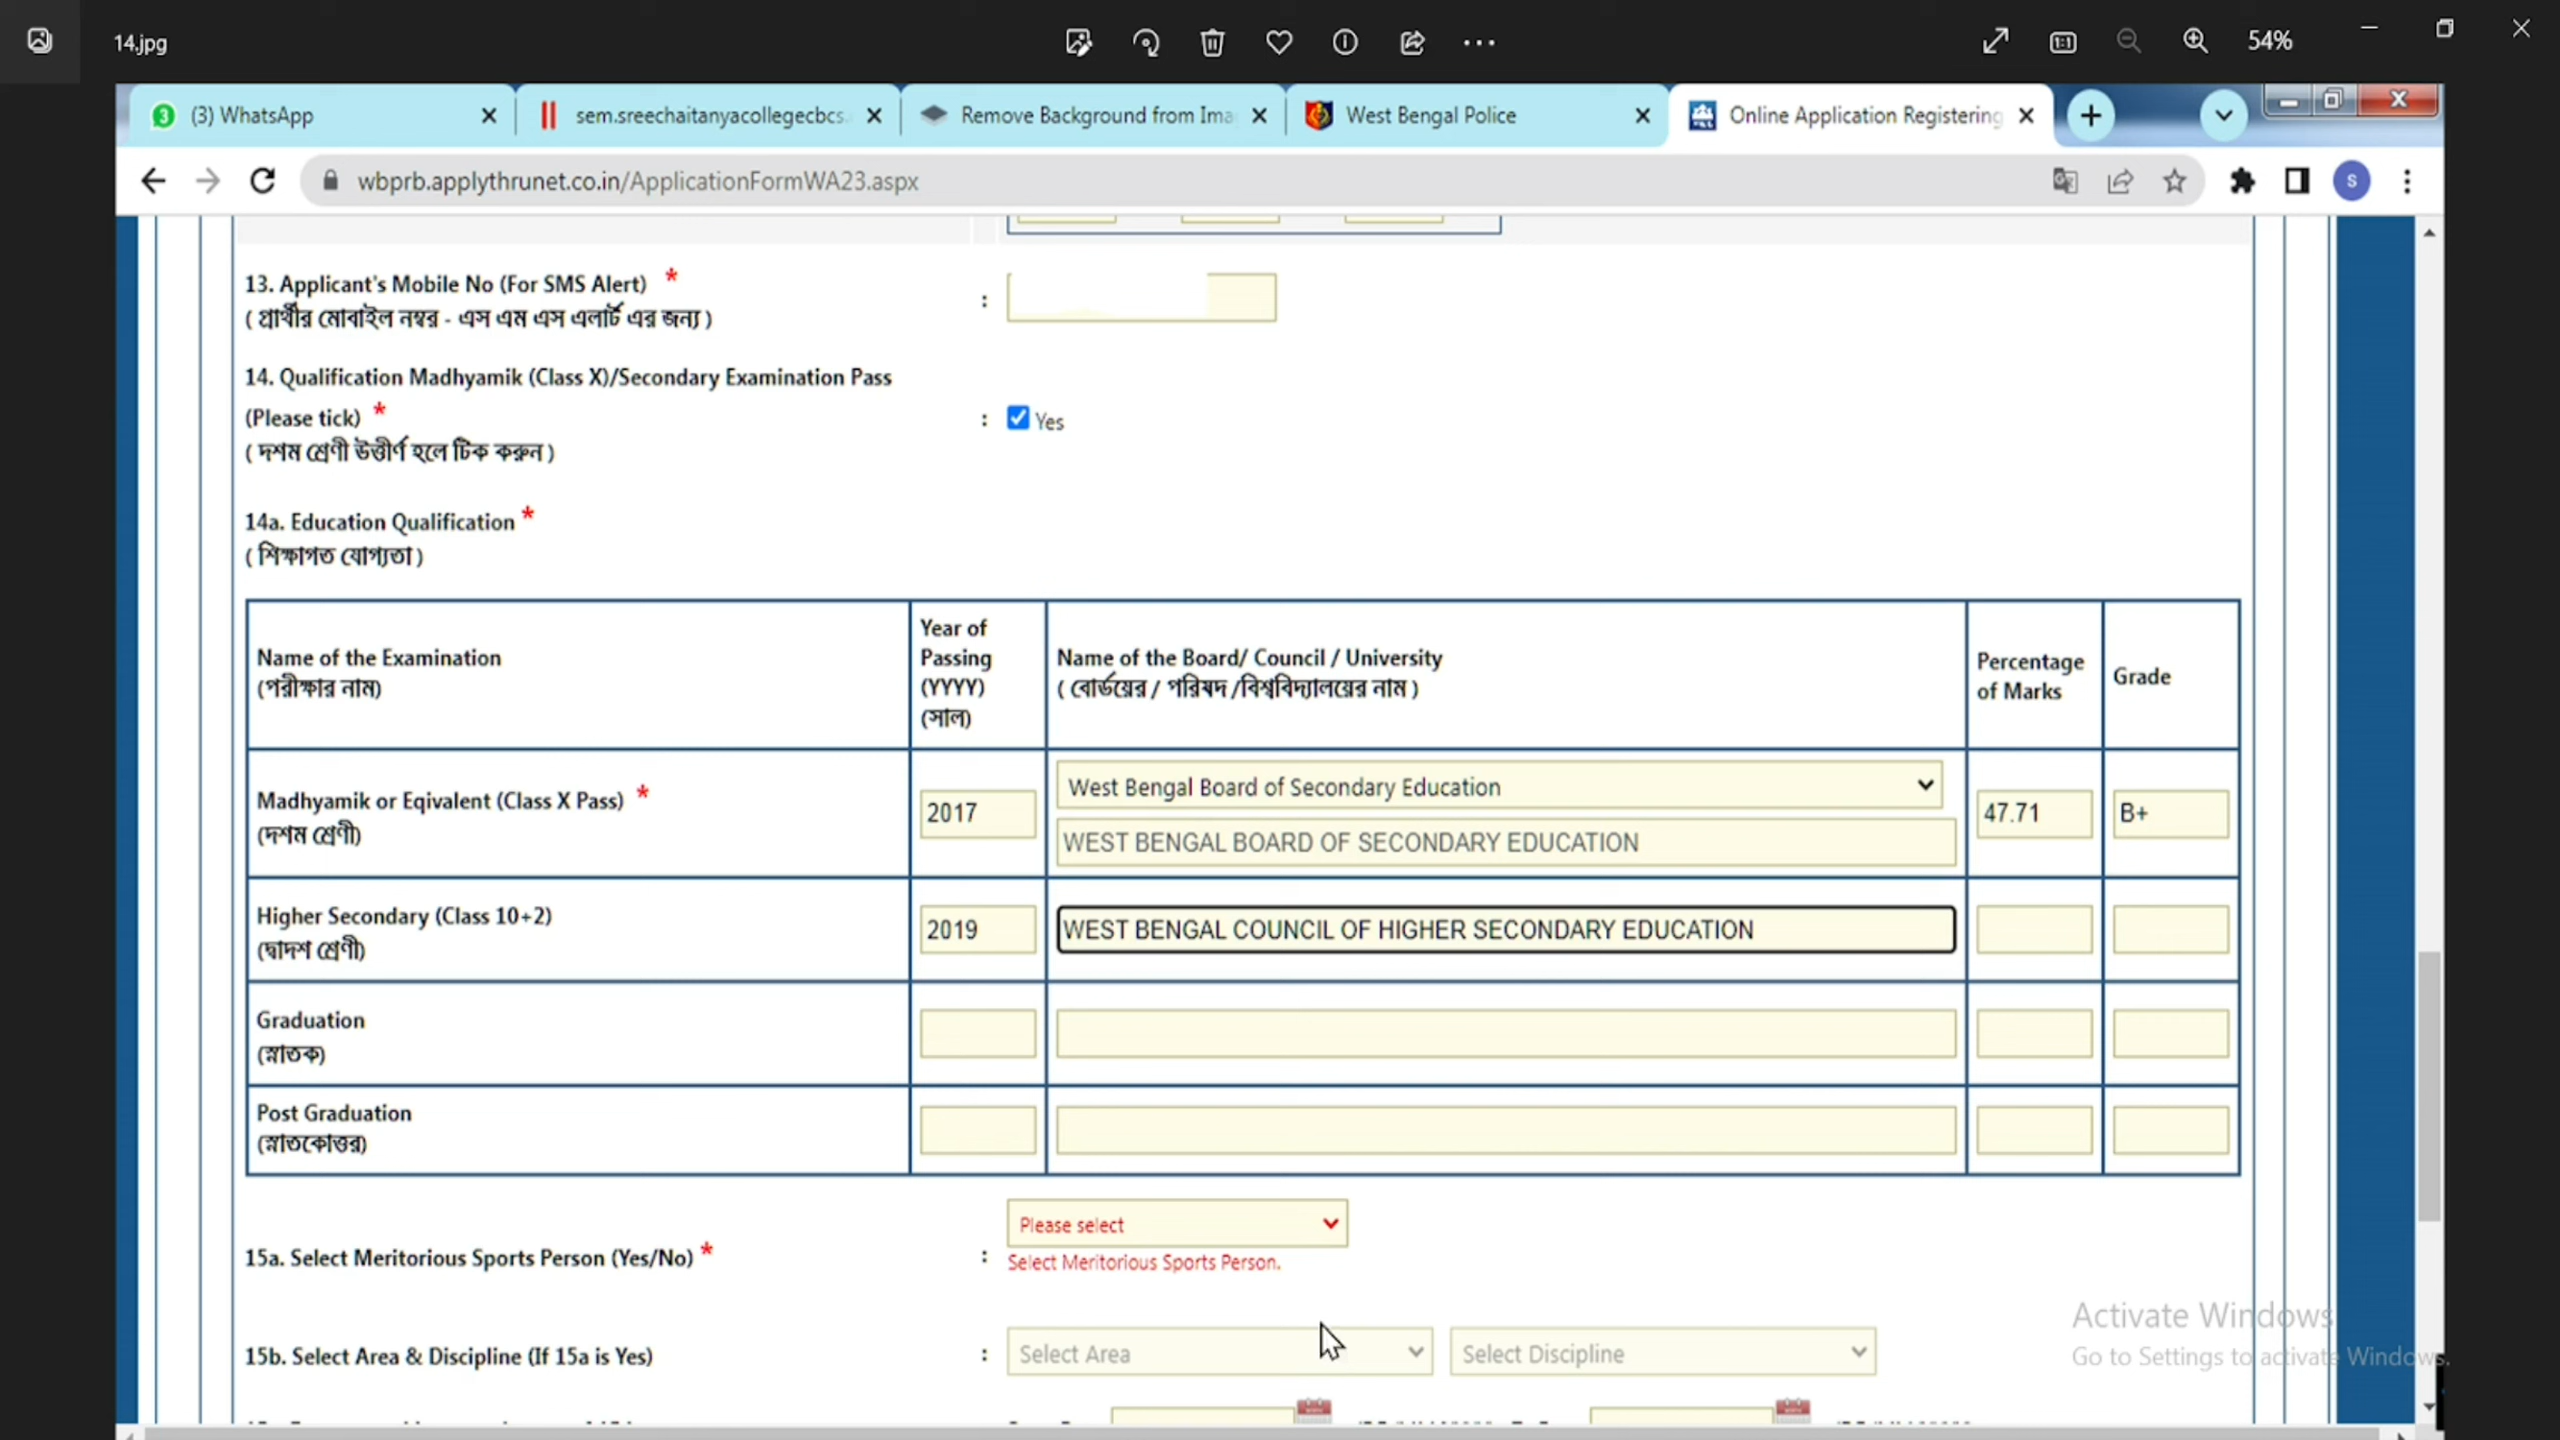 14.jpg
54%
(3) WhatsApp
sem.sreechaitanyacollegecbcs.
Remove Background from Ima
West Bengal Police
Online Application Registering
wbprb.applythrunet.co.in/ApplicationFormWA23.aspx
S
13. Applicant's Mobile No (For SMS Alert) *
:
( প্রার্থীর মোবাইল নম্বর - এস এম এস এলার্ট এর জন্য )
14. Qualification Madhyamik (Class X)/Secondary Examination Pass
(Please tick) *
: Yes
( দশম শ্রেণী উত্তীর্ণ হলে টিক করুন )
14a. Education Qualification *
( শিক্ষাগত যোগ্যতা )
Name of the Examination
(পরীক্ষার নাম)
Year of
Passing
(YYYY)
(সাল)
Name of the Board/ Council / University
( বোর্ডয়ের / পরিষদ /বিশ্ববিদ্যালয়ের নাম )
Percentage
of Marks
Grade
Madhyamik or Eqivalent (Class X Pass) *
(দশম শ্রেণী)
2017
West Bengal Board of Secondary Education
WEST BENGAL BOARD OF SECONDARY EDUCATION
47.71
B+
Higher Secondary (Class 10+2)
(দ্বাদশ শ্রেণী)
2019
WEST BENGAL COUNCIL OF HIGHER SECONDARY EDUCATION
Graduation
(স্নাতক)
Post Graduation
(স্নাতকোত্তর)
Please select
15a. Select Meritorious Sports Person (Yes/No) *
: Select Meritorious Sports Person.
15b. Select Area & Discipline (If 15a is Yes)
: Select Area
Select Discipline
Activate Windows
Go to Settings to activate Windows.